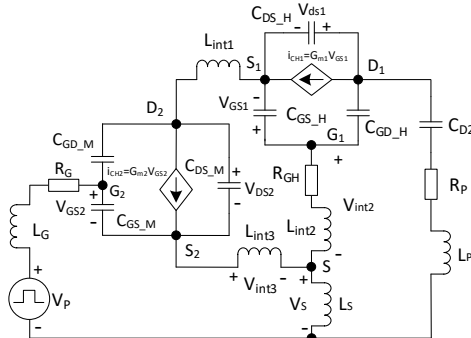 C_DS_H
V_ds1
- +
L_int1
S_1
i_CH1=G_m1V_GS1
D_1
-
V_GS1
+
C_GS_H
C_GD_H
G_1
+
C_D2
D_2
C_GD_M
i_CH2=G_m2V_GS2
C_DS_M
+
V_DS2
-
R_G
G_2
+
V_GS2
-
C_GS_M
R_GH
R_P
V_int2
L_int2
-
L_G
S_2
L_int3
+ V_int3 -
S
L_P
+
V_P
-
+
V_S
-
L_S